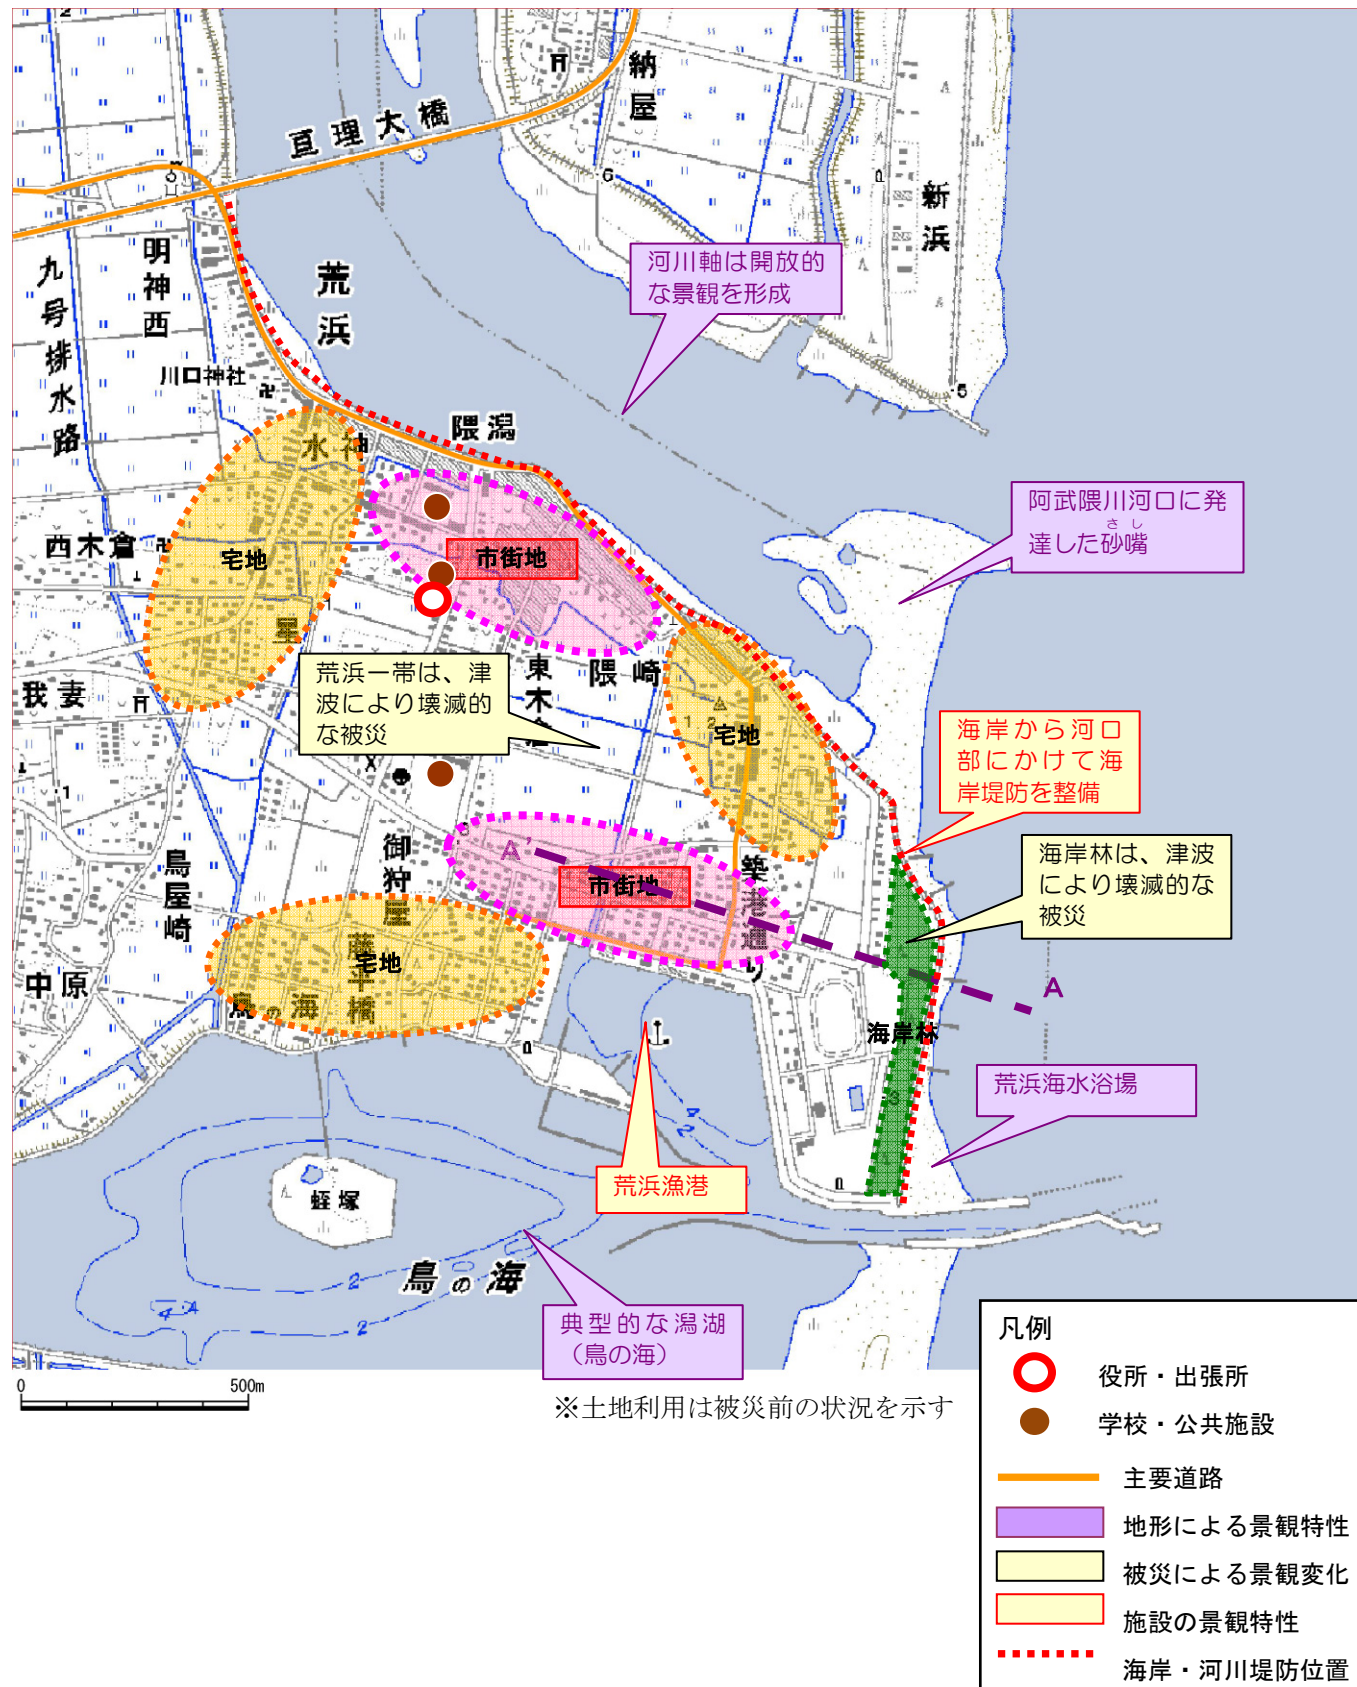 納屋
亘理大橋
新浜
6
明神西
九号排水路
荒浜
河川軸は開放的
な景観を形成
川口神社
5
隈潟
水神
阿武隈川河口に発
さし
達した砂嘴
西木倉
宅地
市街地
里
1
荒浜一帯は、津
波により壊滅的
な被災
隈崎
我妻
1 2
宅地
海岸から河口
部にかけて海
岸堤防を整備
1
御狩屋
A'
市街地
海岸林は、津波
により壊滅的な
被災
鳥屋崎
宅地
中原
鳥の海
A
海岸林
荒浜海水浴場
2
3
荒浜漁港
蛭塚
鳥の海
2
2
典型的な潟湖
(鳥の海)
0 500m
※土地利用は被災前の状況を示す
凡例
役所・出張所
学校・公共施設
主要道路
地形による景観特性
被災による景観変化
施設の景観特性
海岸・河川堤防位置